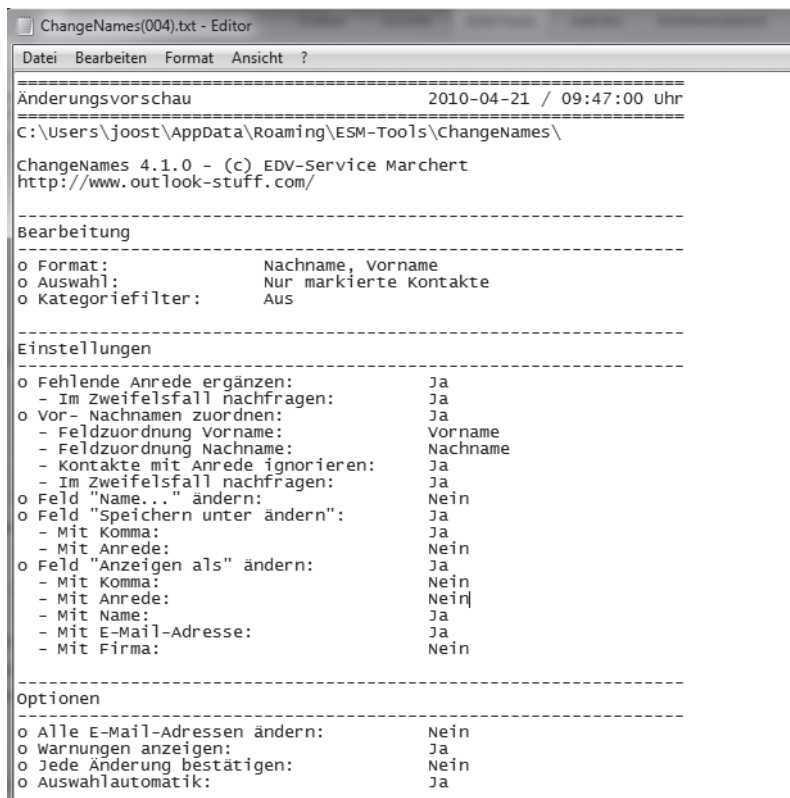 ChangeNames(004).txt - Editor
Datei Bearbeiten Format Ansicht ?
================================================================
Änderungsvorschau 2010-04-21 / 09:47:00 Uhr
================================================================
C:\Users\joost\AppData\Roaming\ESM-Tools\ChangeNames\
ChangeNames 4.1.0 - (c) EDV-Service Marchert
http://www.outlook-stuff.com/
----------------------------------------------------------------
Bearbeitung
----------------------------------------------------------------
o Format: Nachname, Vorname
o Auswahl: Nur markierte Kontakte
o Kategoriefilter: Aus
----------------------------------------------------------------
Einstellungen
----------------------------------------------------------------
o Fehlende Anrede ergänzen: Ja
- Im Zweifelsfall nachfragen: Ja
o Vor- Nachnamen zuordnen: Ja
- Feldzuordnung Vorname: Vorname
- Feldzuordnung Nachname: Nachname
- Kontakte mit Anrede ignorieren: Ja
- Im Zweifelsfall nachfragen: Ja
o Feld "Name..." ändern: Nein
o Feld "Speichern unter ändern": Ja
- Mit Komma: Ja
- Mit Anrede: Nein
o Feld "Anzeigen als" ändern: Ja
- Mit Komma: Nein
- Mit Anrede: Nein
- Mit Name: Ja
- Mit E-Mail-Adresse: Ja
- Mit Firma: Nein
----------------------------------------------------------------
Optionen
----------------------------------------------------------------
o Alle E-Mail-Adressen ändern: Nein
o Warnungen anzeigen: Ja
o Jede Änderung bestätigen: Nein
o Auswahlautomatik: Ja